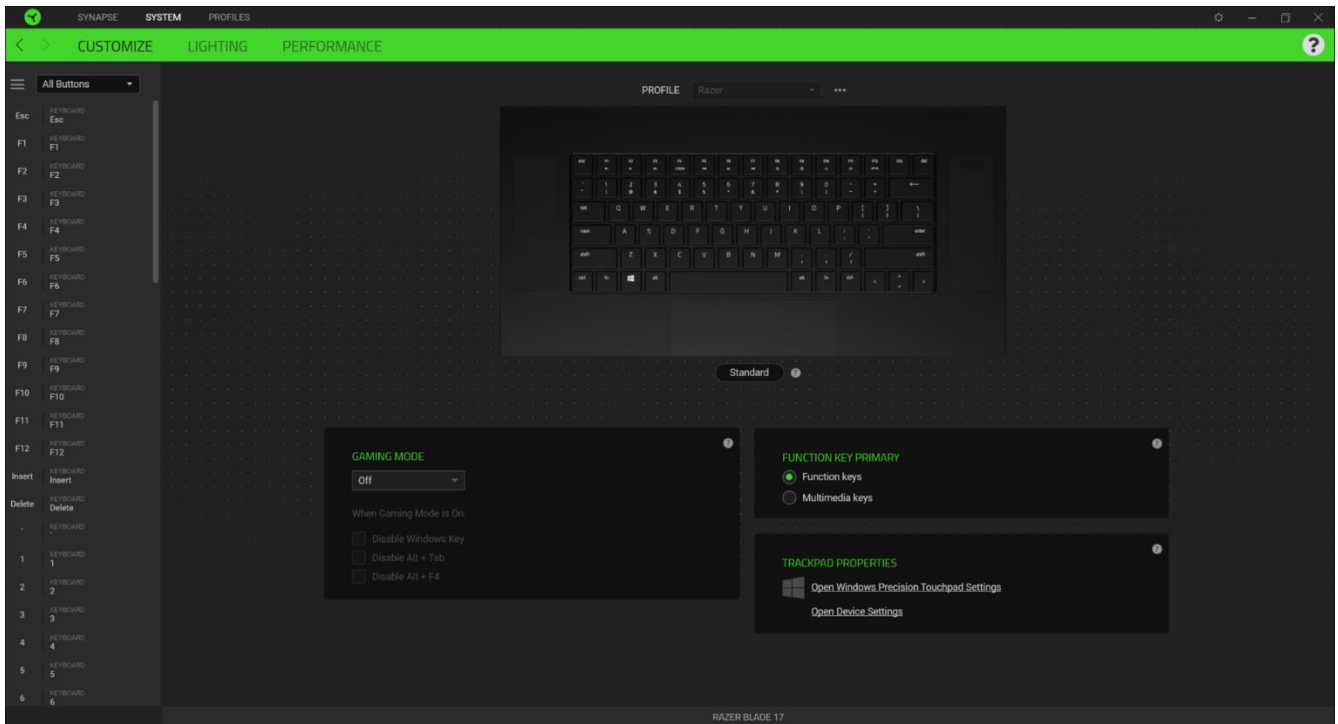 SYNAPSE SYSTEM PROFILES
CUSTOMIZE LIGHTING PERFORMANCE
?
All Buttons
PROFILE Razer
Esc KEYBOARD
Esc
F1 KEYBOARD
F1
F2 KEYBOARD
F2
F3 KEYBOARD
F3
F4 KEYBOARD
F4
F5 KEYBOARD
F5
F6 KEYBOARD
F6
F7 KEYBOARD
F7
F8 KEYBOARD
F8
F9 KEYBOARD
F9
F10 KEYBOARD
F10
F11 KEYBOARD
F11
F12 KEYBOARD
F12
Insert KEYBOARD
Insert
Delete KEYBOARD
Delete
KEYBOARD
1 KEYBOARD
1
2 KEYBOARD
2
3 KEYBOARD
3
4 KEYBOARD
4
5 KEYBOARD
5
6 KEYBOARD
6
Q W E R T Y U I O P [ ] \
A S D F G H J K L
Z X C V B N M
Standard
GAMING MODE
Off
When Gaming Mode is On:
Disable Windows Key
Disable Alt + Tab
Disable Alt + F4
FUNCTION KEY PRIMARY
Function keys
Multimedia keys
TRACKPAD PROPERTIES
Open Windows Precision Touchpad Settings
Open Device Settings
RAZER BLADE 17